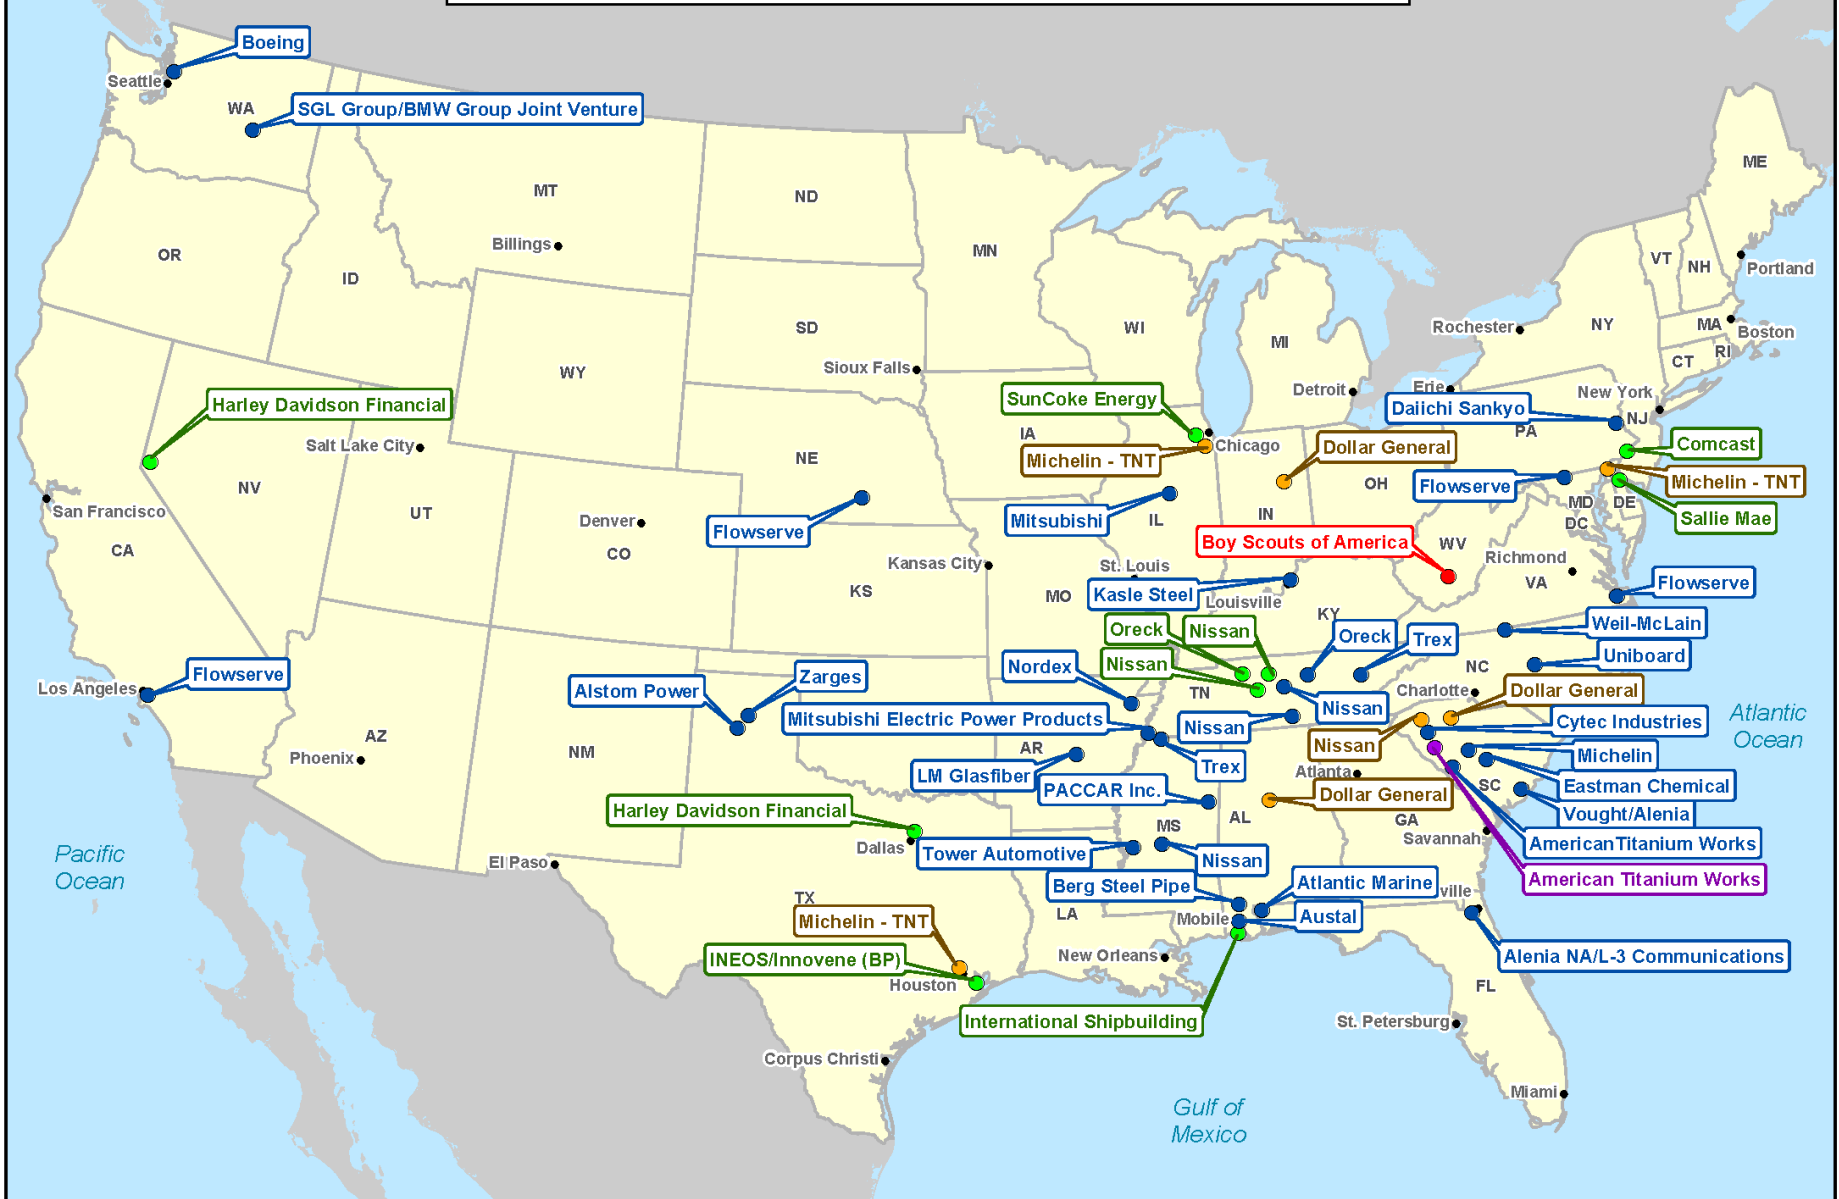 Boeing
Seattle
WA
SGL Group/BMW Group Joint Venture
MT
ND
ME
OR
Billings
MN
VT
NH
Portland
ID
SD
WI
MI
Rochester
NY
MA
Boston
CT
RI
WY
Sioux Falls
Detroit
Erie
New York
Harley Davidson Financial
SunCoke Energy
Daiichi Sankyo
NJ
PA
IA
Salt Lake City
Chicago
Dollar General
Comcast
Michelin - TNT
NE
NV
OH
Flowserve
Michelin - TNT
San Francisco
UT
Denver
Flowserve
Mitsubishi
IL
IN
MD
DE
DC
Sallie Mae
CA
CO
Boy Scouts of America
WV
Richmond
VA
Kansas City
St. Louis
KS
MO
Kasle Steel
Louisville
KY
Flowserve
Oreck
Nissan
Oreck
Trex
Weil-McLain
Uniboard
Los Angeles
Flowserve
Alstom Power
Zarges
Nordex
Nissan
TN
NC
Charlotte
Dollar General
Nissan
Mitsubishi Electric Power Products
Nissan
Cytec Industries
Atlantic
Ocean
AZ
NM
AR
Nissan
Michelin
Phoenix
LM Glasfiber
Trex
Atlanta
PACCAR Inc.
Dollar General
SC
Eastman Chemical
Harley Davidson Financial
AL
GA
Vought/Alenia
MS
Savannah
AmericanTitanium Works
Pacific
Ocean
El Paso
Dallas
Tower Automotive
Nissan
American Titanium Works
Berg Steel Pipe
Atlantic Marine
ville
TX
LA
Mobile
Austal
Michelin - TNT
INEOS/Innovene (BP)
New Orleans
Alenia NA/L-3 Communications
Houston
FL
International Shipbuilding
St. Petersburg
Corpus Christi
Miami
Gulf of
Mexico